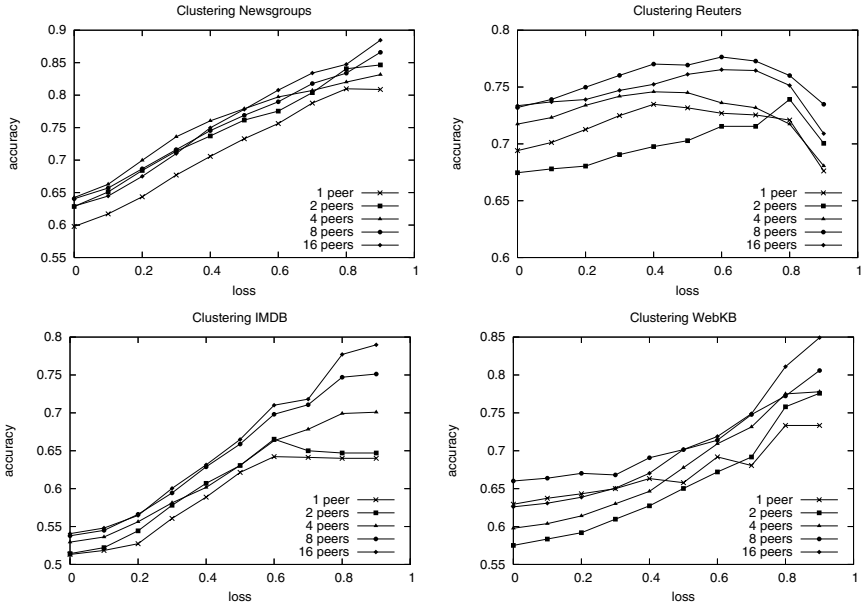 Clustering Newsgroups
0.9
0.85
0.8
0.75
0.7
0.65
0.6
0.55
accuracy
0 0.2 0.4 0.6 0.8 1
loss
1 peer
2 peers
4 peers
8 peers
16 peers
Clustering Reuters
0.8
0.75
0.7
0.65
0.6
accuracy
0 0.2 0.4 0.6 0.8 1
loss
1 peer
2 peers
4 peers
8 peers
16 peers
Clustering IMDB
0.8
0.75
0.7
0.65
0.6
0.55
0.5
accuracy
0 0.2 0.4 0.6 0.8 1
loss
1 peer
2 peers
4 peers
8 peers
16 peers
Clustering WebKB
0.85
0.8
0.75
0.7
0.65
0.6
0.55
accuracy
0 0.2 0.4 0.6 0.8 1
loss
1 peer
2 peers
4 peers
8 peers
16 peers